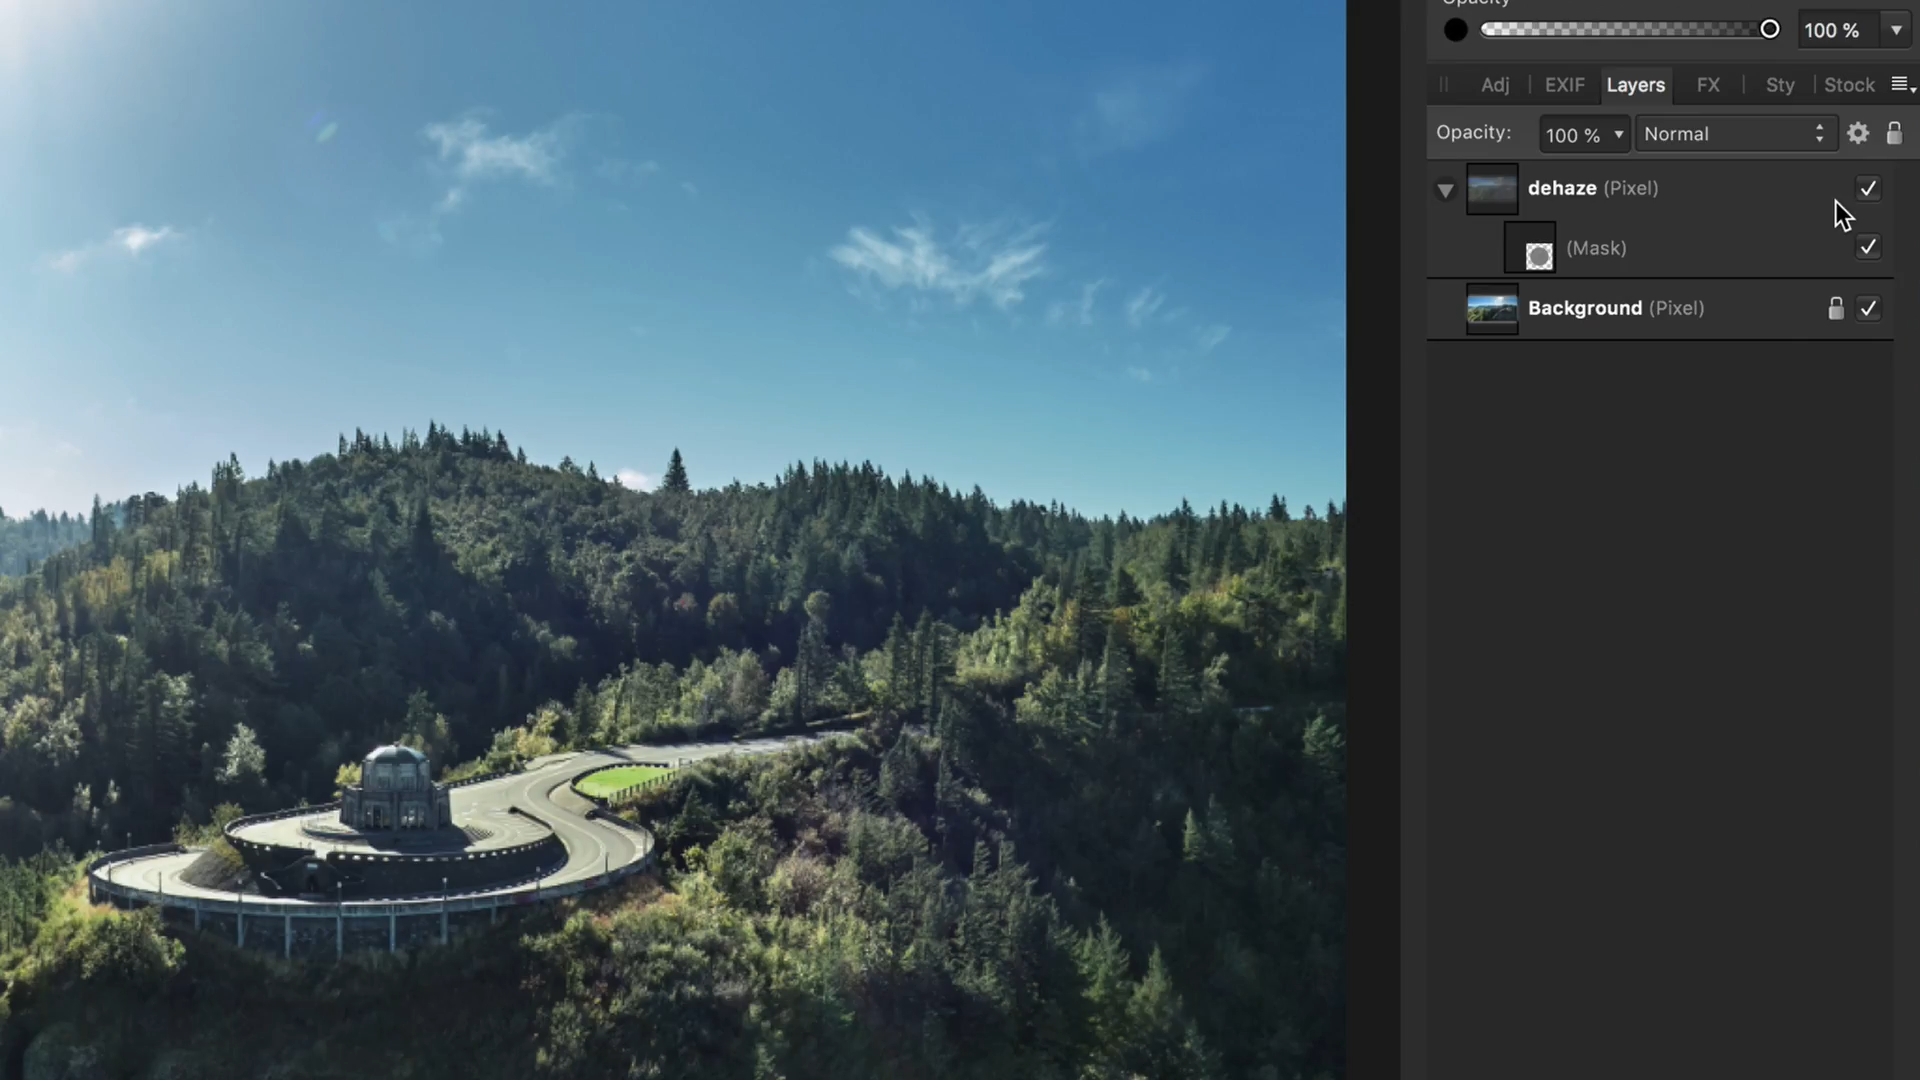 Opacity
100 %
Adj EXIF Layers FX Sty Stock
Opacity: 100 % Normal
dehaze (Pixel)
(Mask)
Background (Pixel)